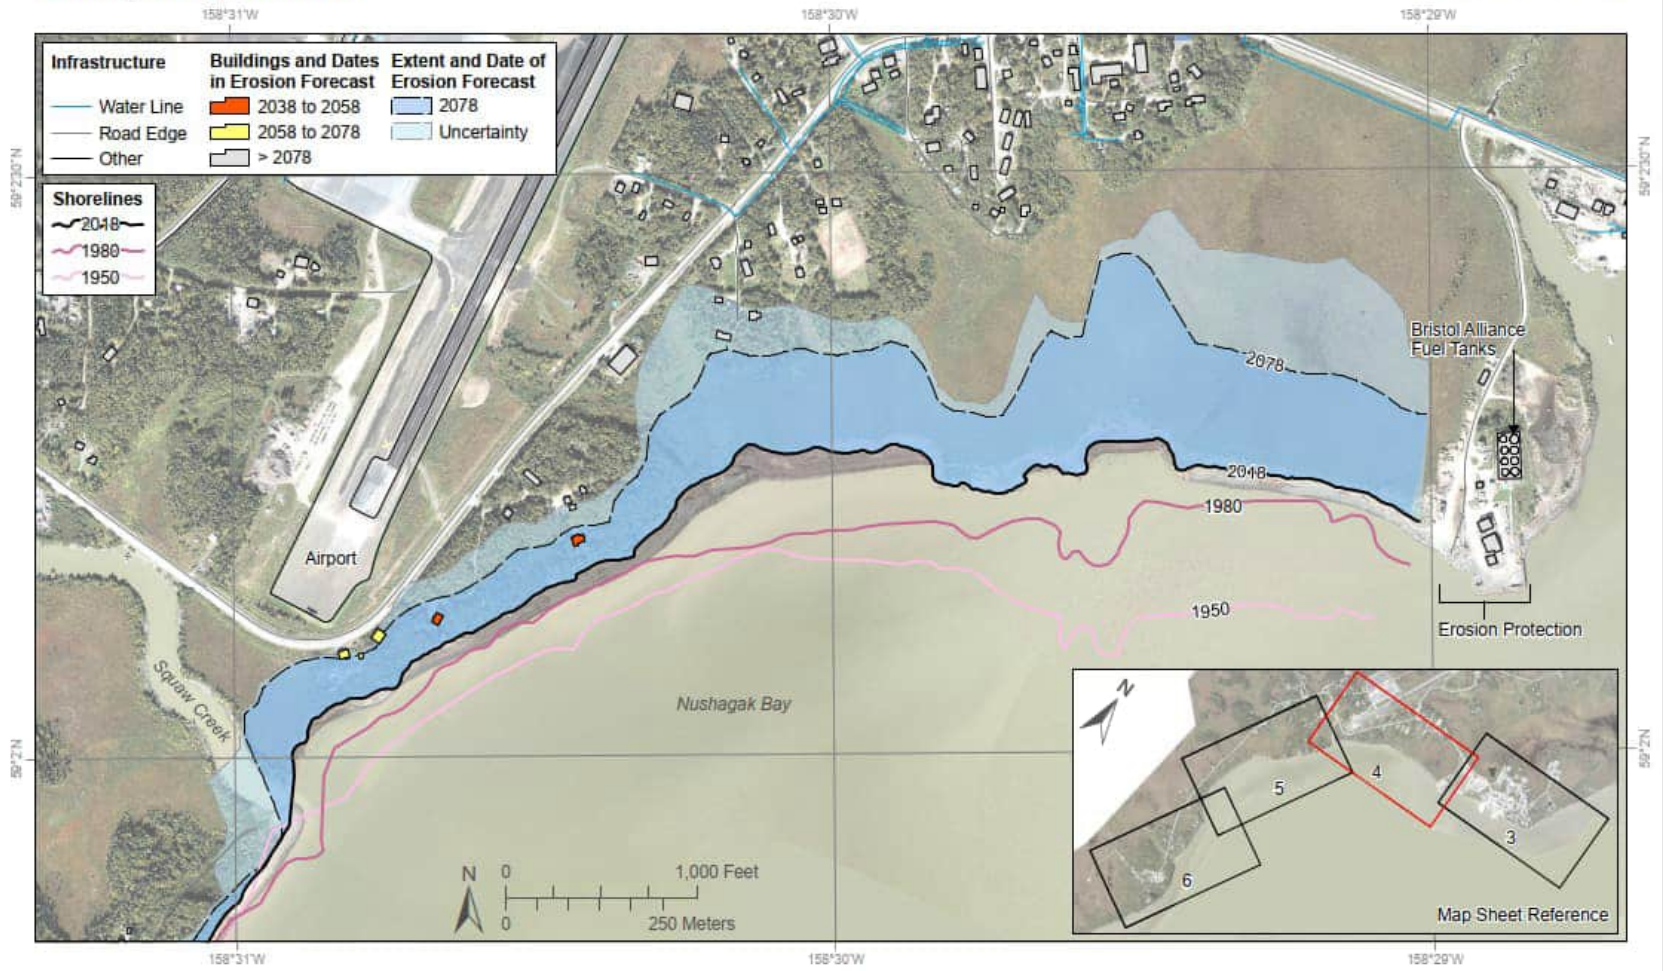 158°31'W
158°30'W
158°29'W
Infrastructure
Water Line
Road Edge
Other
Buildings and Dates
in Erosion Forecast
2038 to 2058
2058 to 2078
> 2078
Extent and Date of
Erosion Forecast
2078
Uncertainty
Shorelines
2018
1980
1950
59°2'30"N
59°2'30"N
Bristol Alliance
Fuel Tanks
2078
2018
1980
Airport
1950
Erosion Protection
Squaw Creek
Nushagak Bay
59°2'N
59°2'N
N
5
4
3
6
Map Sheet Reference
N
0
1,000 Feet
0
250 Meters
158°31'W
158°30'W
158°29'W